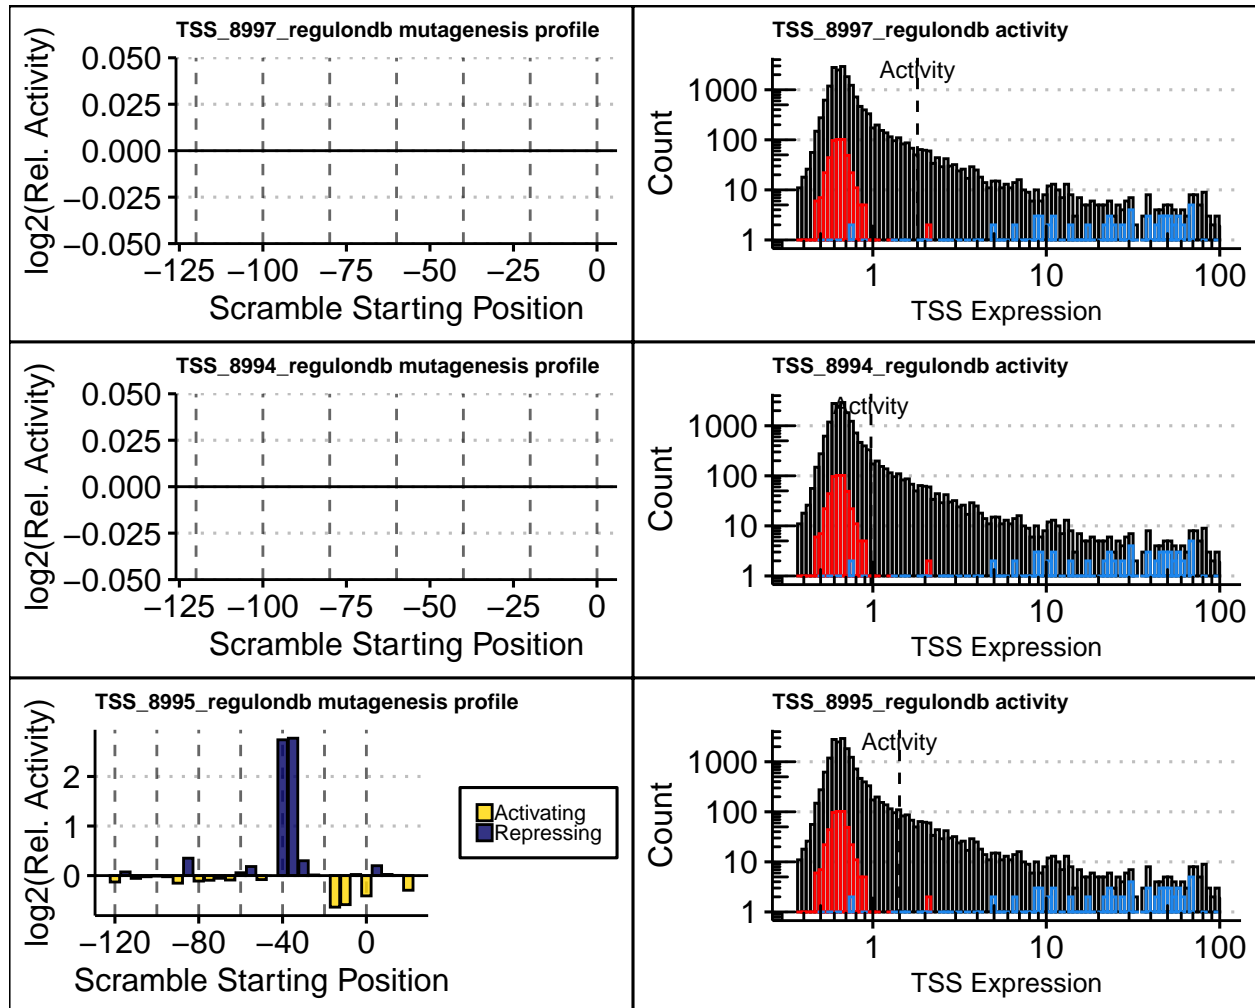 TSS_8997_regulondb mutagenesis profile
log2(Rel. Activity)
0.050
0.025
0.000
−0.025
−0.050
−125 −100 −75 −50 −25 0
Scramble Starting Position
TSS_8997_regulondb activity
Activity
Count
1000
100
10
1
1 10 100
TSS Expression
TSS_8994_regulondb mutagenesis profile
log2(Rel. Activity)
0.050
0.025
0.000
−0.025
−0.050
−125 −100 −75 −50 −25 0
Scramble Starting Position
TSS_8994_regulondb activity
Activity
Count
1000
100
10
1
1 10 100
TSS Expression
TSS_8995_regulondb mutagenesis profile
log2(Rel. Activity)
2
1
0
−120 −80 −40 0
Scramble Starting Position
Activating
Repressing
TSS_8995_regulondb activity
Activity
Count
1000
100
10
1
1 10 100
TSS Expression